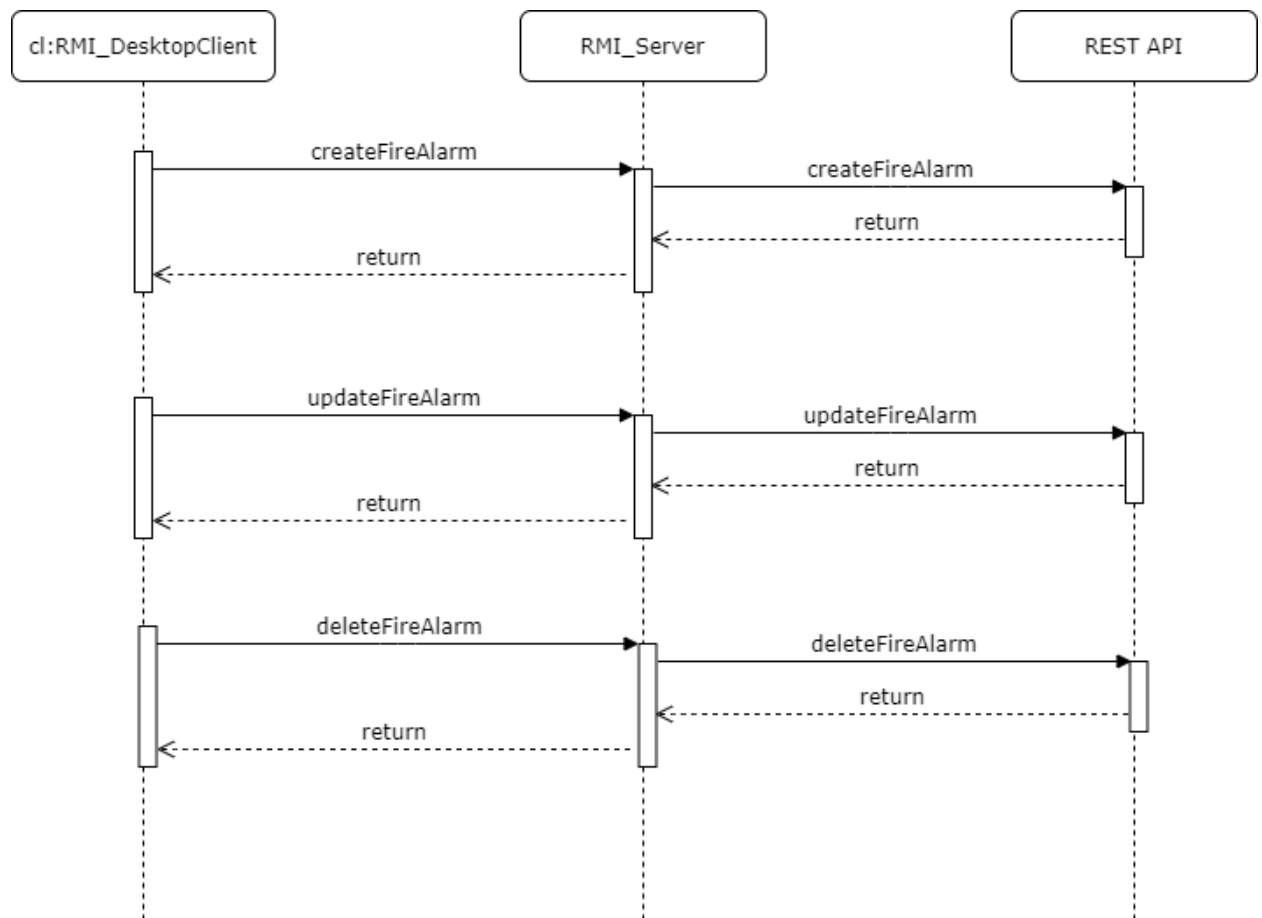 cl:RMI_DesktopClient
RMI_Server
REST API
createFireAlarm
createFireAlarm
return
return
updateFireAlarm
updateFireAlarm
return
return
deleteFireAlarm
deleteFireAlarm
return
return